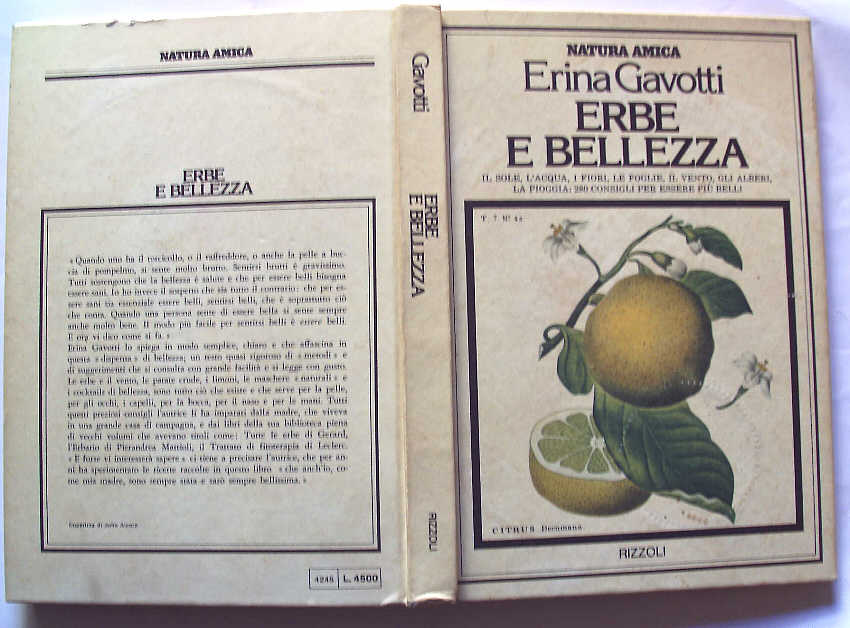 NATURA AMICA
ERBE
E BELLEZZA
« Quando uno ha il torcicollo, o il raffreddore, o anche la pelle a buc-
cia di pompelmo, si sente molto brutto. Sentirsi brutti è gravissimo.
Tutti sostengono che la bellezza è salute e che per essere belli bisogna
essere sani. Io ho invece il sospetto che sia tutto il contrario: che per es-
sere sani sia essenziale essere belli, sentirsi belli, che è soprattutto ciò
che conta. Quando una persona sente di essere bella si sente sempre
anche molto bene. Il modo più facile per sentirsi belli è essere belli.
E ora vi dico come si fa. »
Erina Gavotti lo spiega in modo semplice, chiaro e che affascina in
questa « dispensa » di bellezza, un testo quasi rigoroso di « metodi » e
di suggerimenti che si consulta con grande facilità e si legge con gusto.
Le erbe e il vento, le patate crude, i limoni, le maschere « naturali » e
i cocktails di bellezza, sono tutto ciò che esiste e che serve per la pelle,
per gli occhi, i capelli, per la bocca, per il naso e per le mani. Tutti
questi preziosi consigli l'autrice li ha imparati dalla madre, che viveva
in una grande casa di campagna, e dai libri della sua biblioteca piena
di vecchi volumi che avevano titoli come: Tutte le erbe di Gerard,
l'Erbario di Pierandrea Mattioli, il Trattato di fitoterapia di Leclerc.
« E forse vi interesserà sapere », ci tiene a precisare l'autrice, che per an-
ni ha sperimentato le ricette raccolte in questo libro « che anch'io, co-
me mia madre, sono sempre stata e sarò sempre bellissima. »
Copertina di John Alcorn
4245 L. 4500
Gavotti
ERBE
E BELLEZZA
RIZZOLI
NATURA AMICA
Erina Gavotti
ERBE
E BELLEZZA
IL SOLE, L'ACQUA, I FIORI, LE FOGLIE, IL VENTO, GLI ALBERI,
LA PIOGGIA: 280 CONSIGLI PER ESSERE PIÙ BELLI
T. 7. N°
CITRUS Decumana.
RIZZOLI